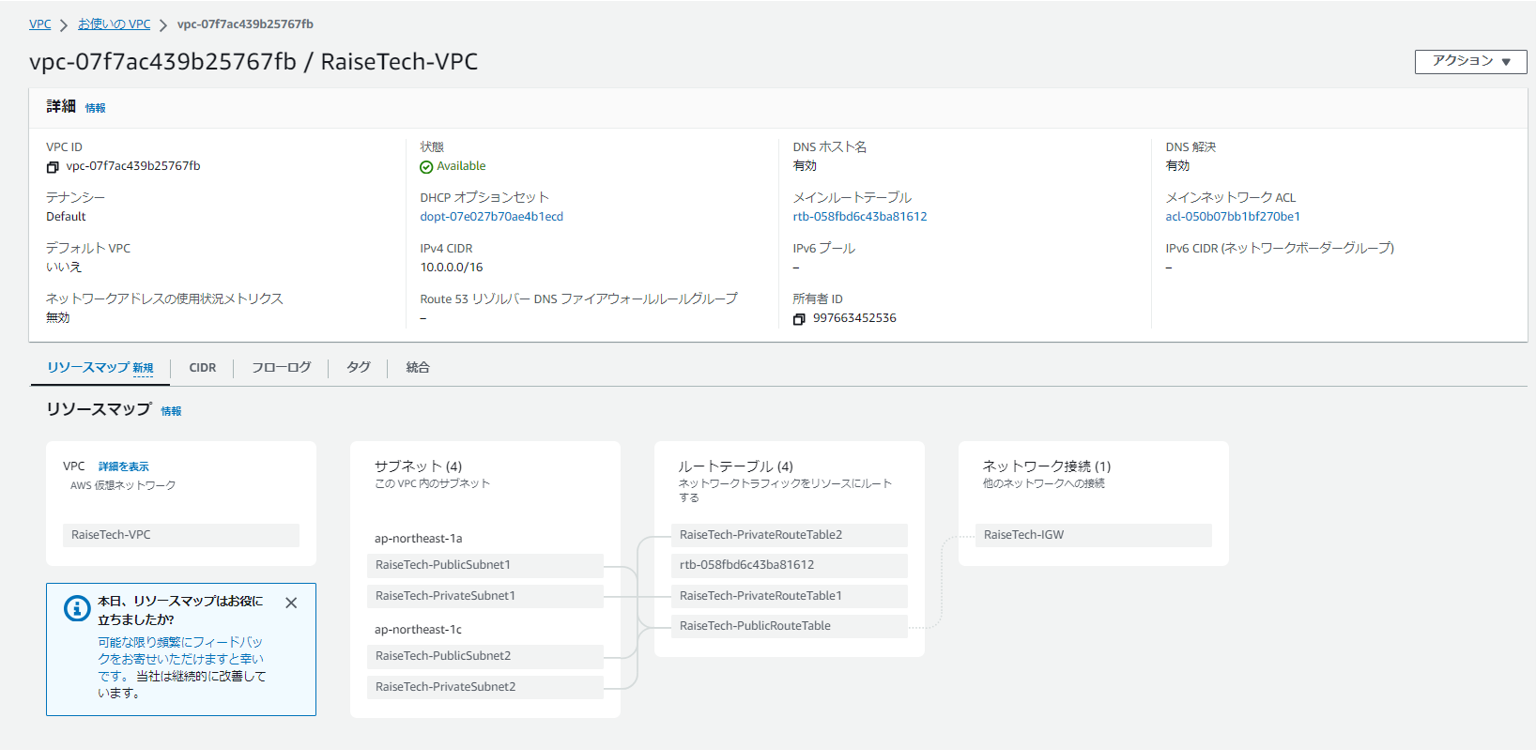 VPC > お使いの VPC > vpc-07f7ac439b25767fb
vpc-07f7ac439b25767fb / RaiseTech-VPC
アクション ▼
詳細 情報
VPC ID
vpc-07f7ac439b25767fb
状態
Available
DNS ホスト名
有効
DNS 解決
有効
テナンシー
Default
DHCP オプションセット
dopt-07e027b70ae4b1ecd
メインルートテーブル
rtb-058fbd6c43ba81612
メインネットワーク ACL
acl-050b07bb1bf270be1
デフォルト VPC
いいえ
IPv4 CIDR
10.0.0.0/16
IPv6 プール
–
IPv6 CIDR (ネットワークボーダーグループ)
–
ネットワークアドレスの使用状況メトリクス
無効
Route 53 リゾルバー DNS ファイアウォールルールグループ
–
所有者 ID
997663452536
リソースマップ 新規
CIDR
フローログ
タグ
統合
リソースマップ 情報
VPC 詳細を表示
AWS 仮想ネットワーク
RaiseTech-VPC
本日、リソースマップはお役に
立ちましたか?
可能な限り頻繁にフィードバッ
クをお寄せいただけますと幸い
です。 当社は継続的に改善して
います。
サブネット (4)
この VPC 内のサブネット
ap-northeast-1a
RaiseTech-PublicSubnet1
RaiseTech-PrivateSubnet1
ap-northeast-1c
RaiseTech-PublicSubnet2
RaiseTech-PrivateSubnet2
ルートテーブル (4)
ネットワークトラフィックをリソースにルート
する
RaiseTech-PrivateRouteTable2
rtb-058fbd6c43ba81612
RaiseTech-PrivateRouteTable1
RaiseTech-PublicRouteTable
ネットワーク接続 (1)
他のネットワークへの接続
RaiseTech-IGW